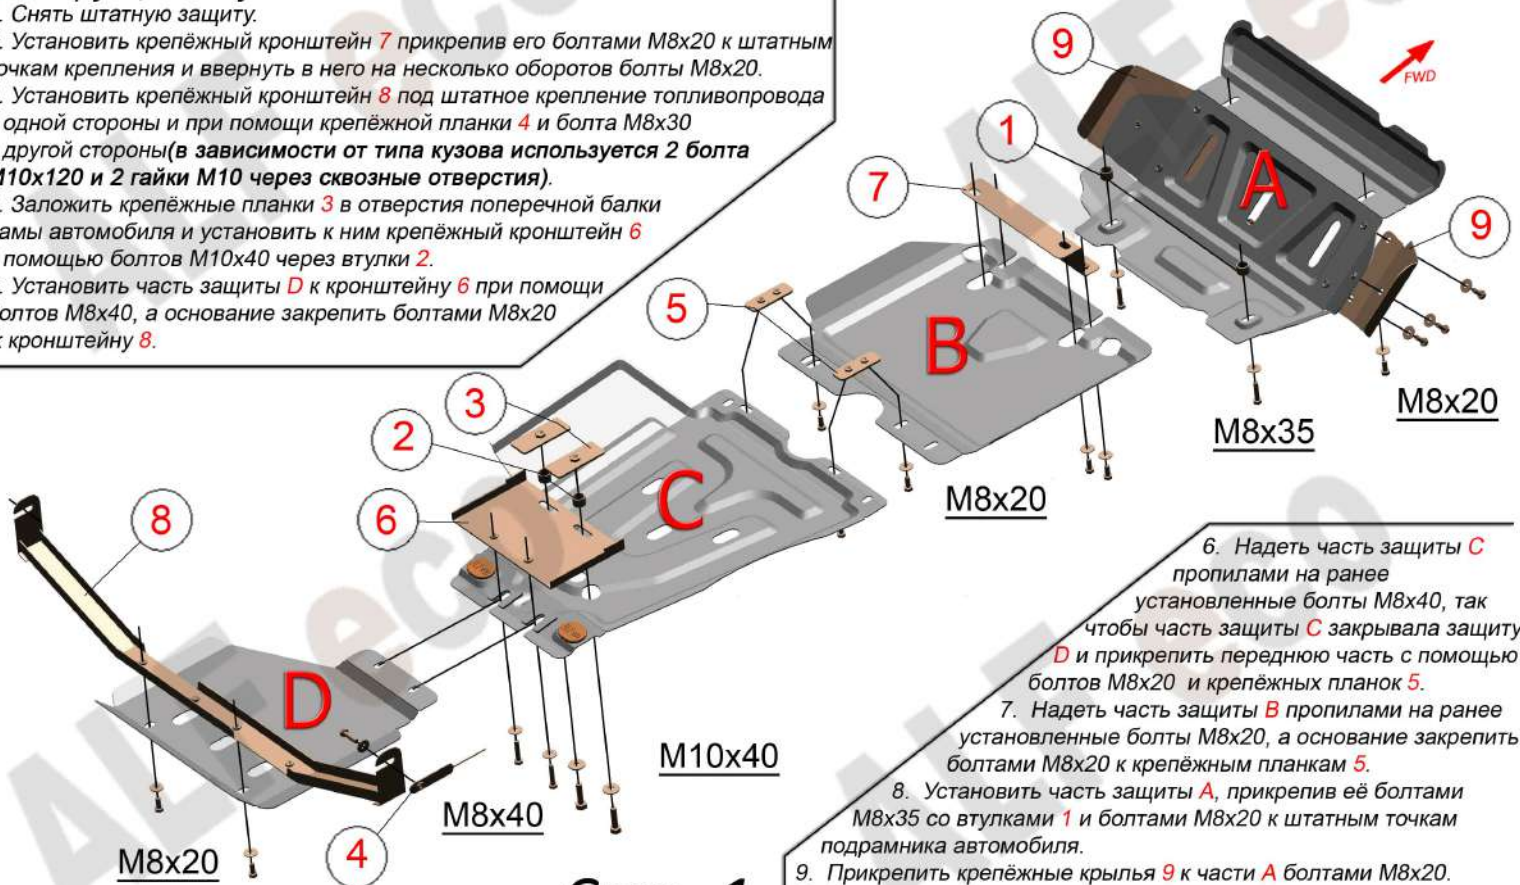 . Снять штатную защиту.
. Установить крепёжный кронштейн 7 прикрепив его болтами М8х20 к штатным
очкам крепления и ввернуть в него на несколько оборотов болты М8х20.
. Установить крепёжный кронштейн 8 под штатное крепление топливопровода
одной стороны и при помощи крепёжной планки 4 и болта М8х30
другой стороны(в зависимости от типа кузова используется 2 болта
М10х120 и 2 гайки М10 через сквозные отверстия).
. Заложить крепёжные планки 3 в отверстия поперечной балки
амы автомобиля и установить к ним крепёжный кронштейн 6
помощью болтов М10х40 через втулки 2.
. Установить часть защиты D к кронштейну 6 при помощи
олтов М8х40, а основание закрепить болтами М8х20
к кронштейну 8.
9
FWD
1
A
7
9
5
B
M8x20
M8x35
3
2
C
M8x20
6
8
D
M10x40
M8x40
4
M8x20
6. Надеть часть защиты C
пропилами на ранее
установленные болты М8х40, так
чтобы часть защиты C закрывала защиту
D и прикрепить переднюю часть с помощью
болтов М8х20 и крепёжных планок 5.
7. Надеть часть защиты B пропилами на ранее
установленные болты М8х20, а основание закрепить
болтами М8х20 к крепёжным планкам 5.
8. Установить часть защиты A, прикрепив её болтами
М8х35 со втулками 1 и болтами М8х20 к штатным точкам
подрамника автомобиля.
9. Прикрепить крепёжные крылья 9 к части A болтами М8х20.
ALF eco
ALF eco
ALF eco
ALF eco